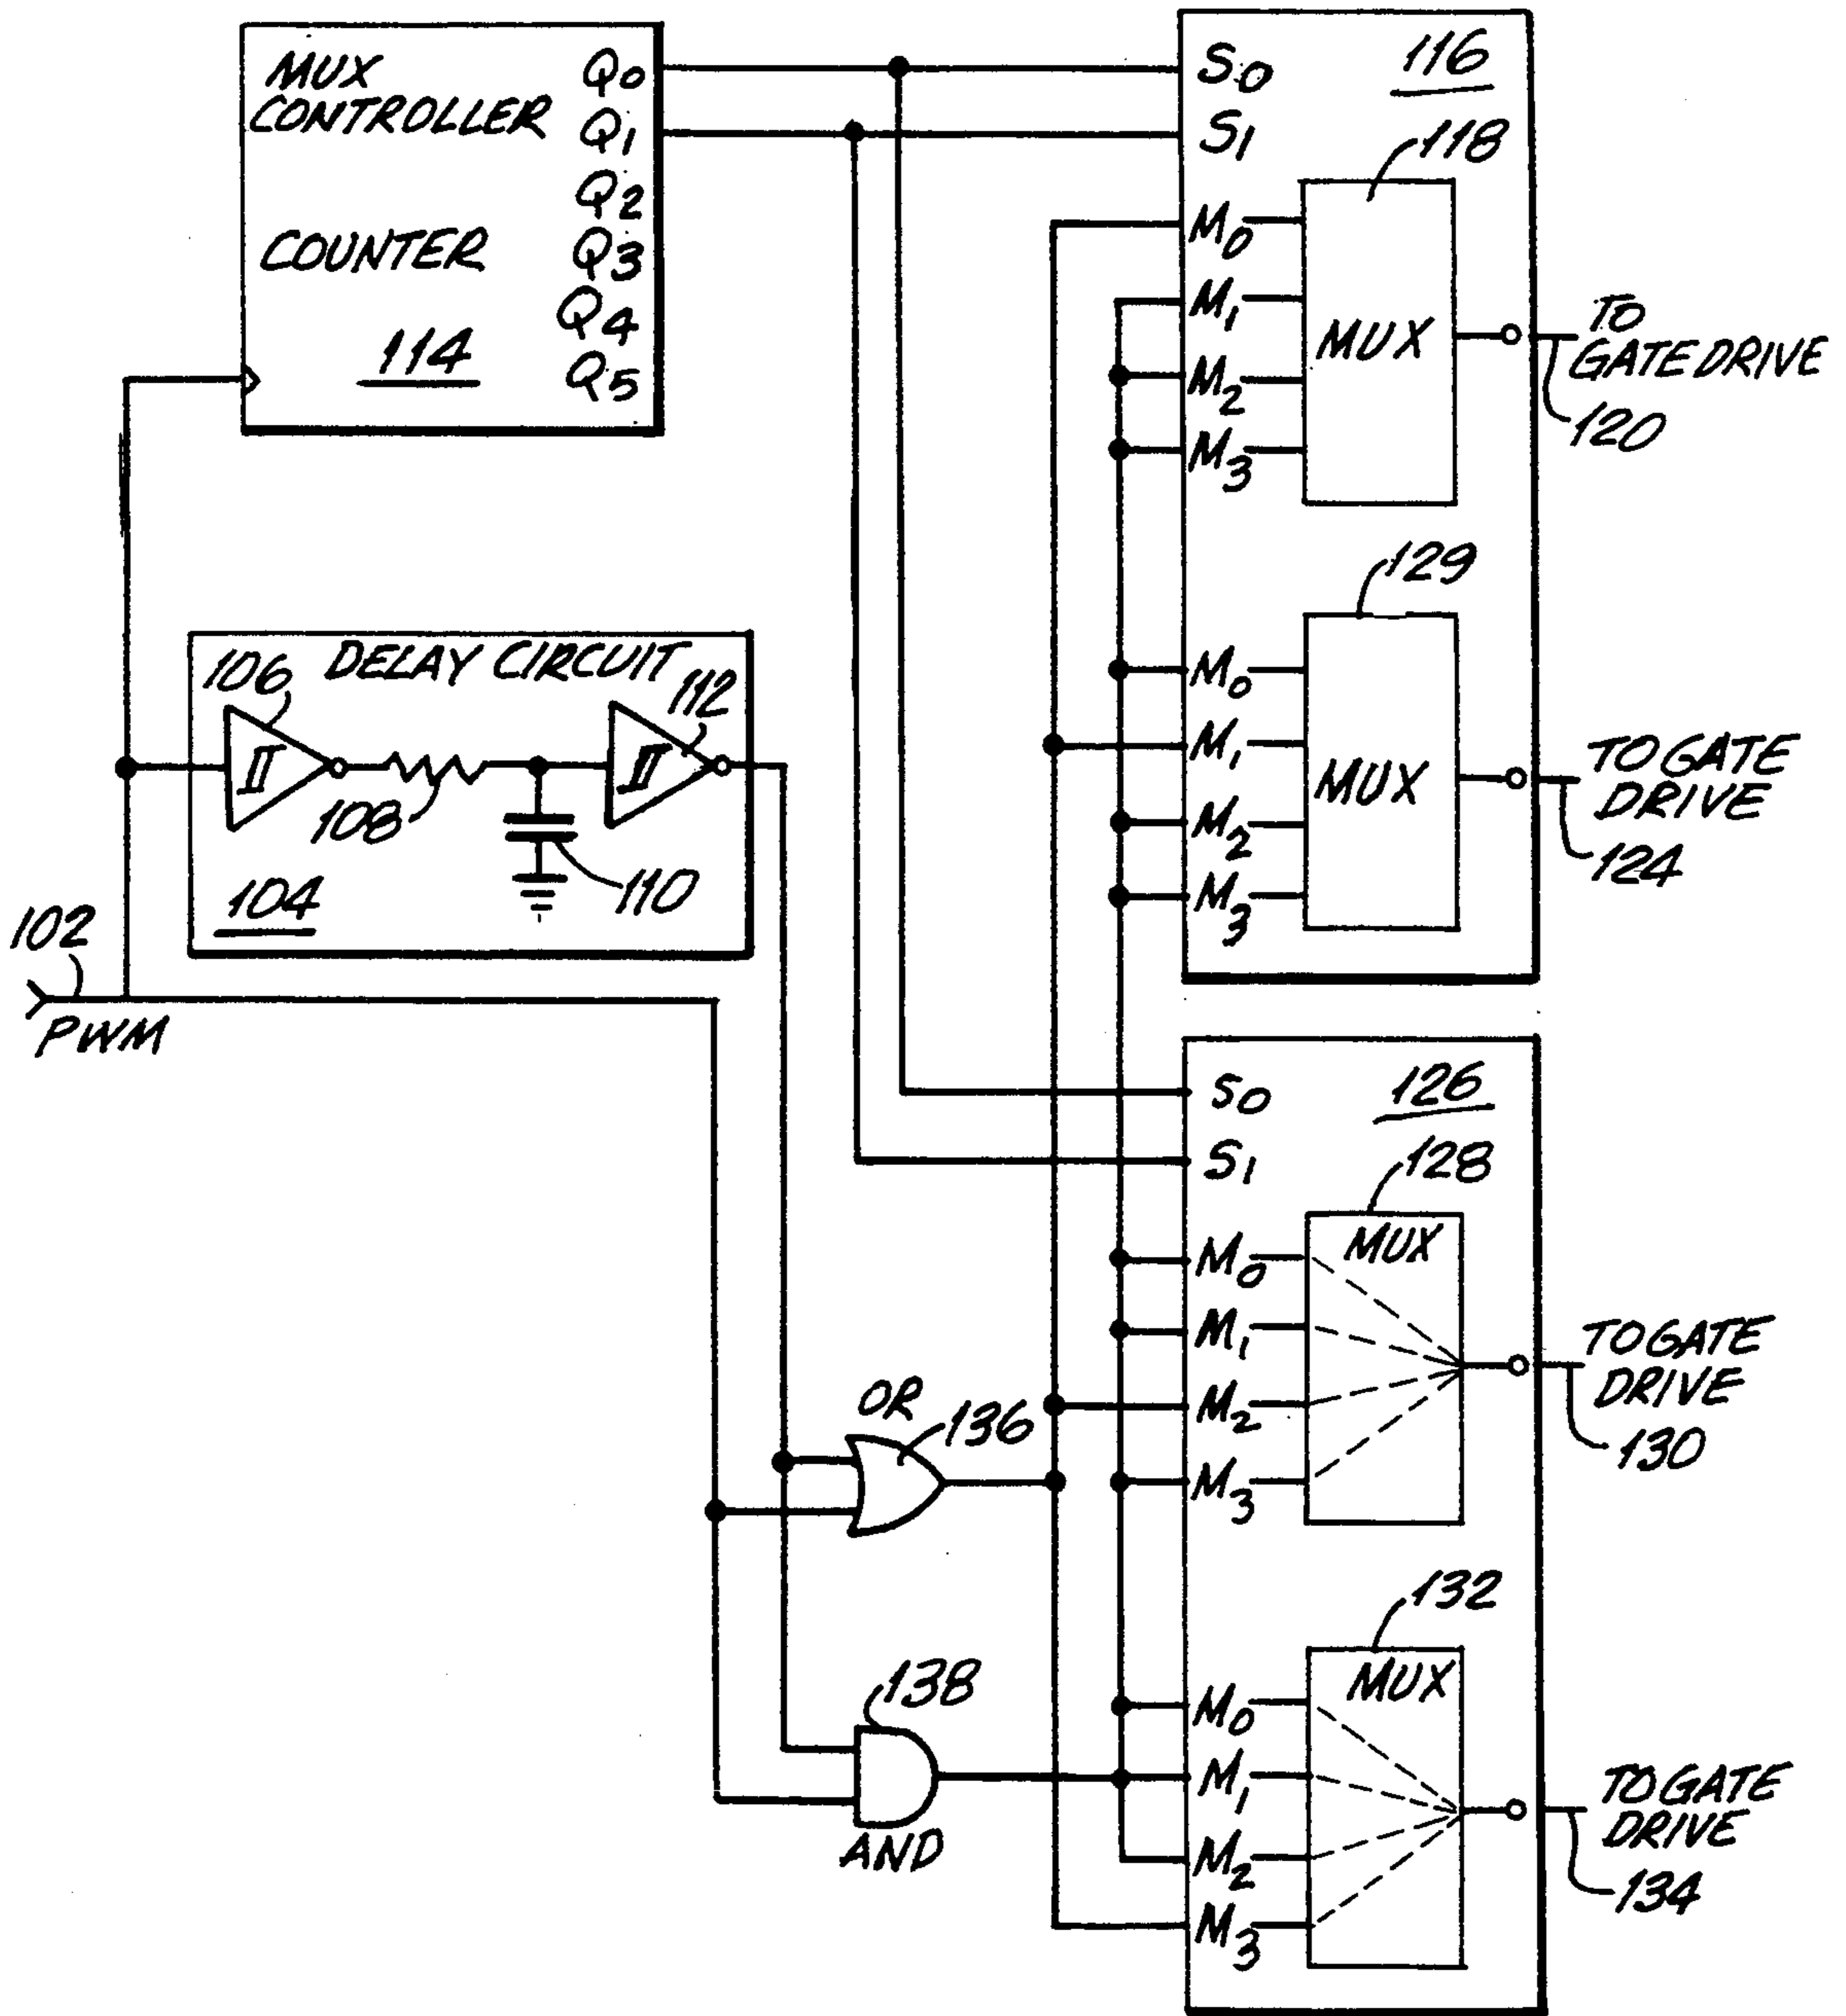 MUX
CONTROLLER
COUNTER
114
Q0
Q1
Q2
Q3
Q4
Q5
116
S0
S1
118
M0
M1
M2
M3
MUX
TO
GATE DRIVE
120
129
M0
M1
M2
M3
MUX
TO GATE
DRIVE
124
DELAY CIRCUIT
106
112
108
110
104
102
PWM
126
S0
S1
128
MUX
M0
M1
M2
M3
TO GATE
DRIVE
130
OR
136
132
MUX
M0
M1
M2
M3
TO GATE
DRIVE
134
138
AND